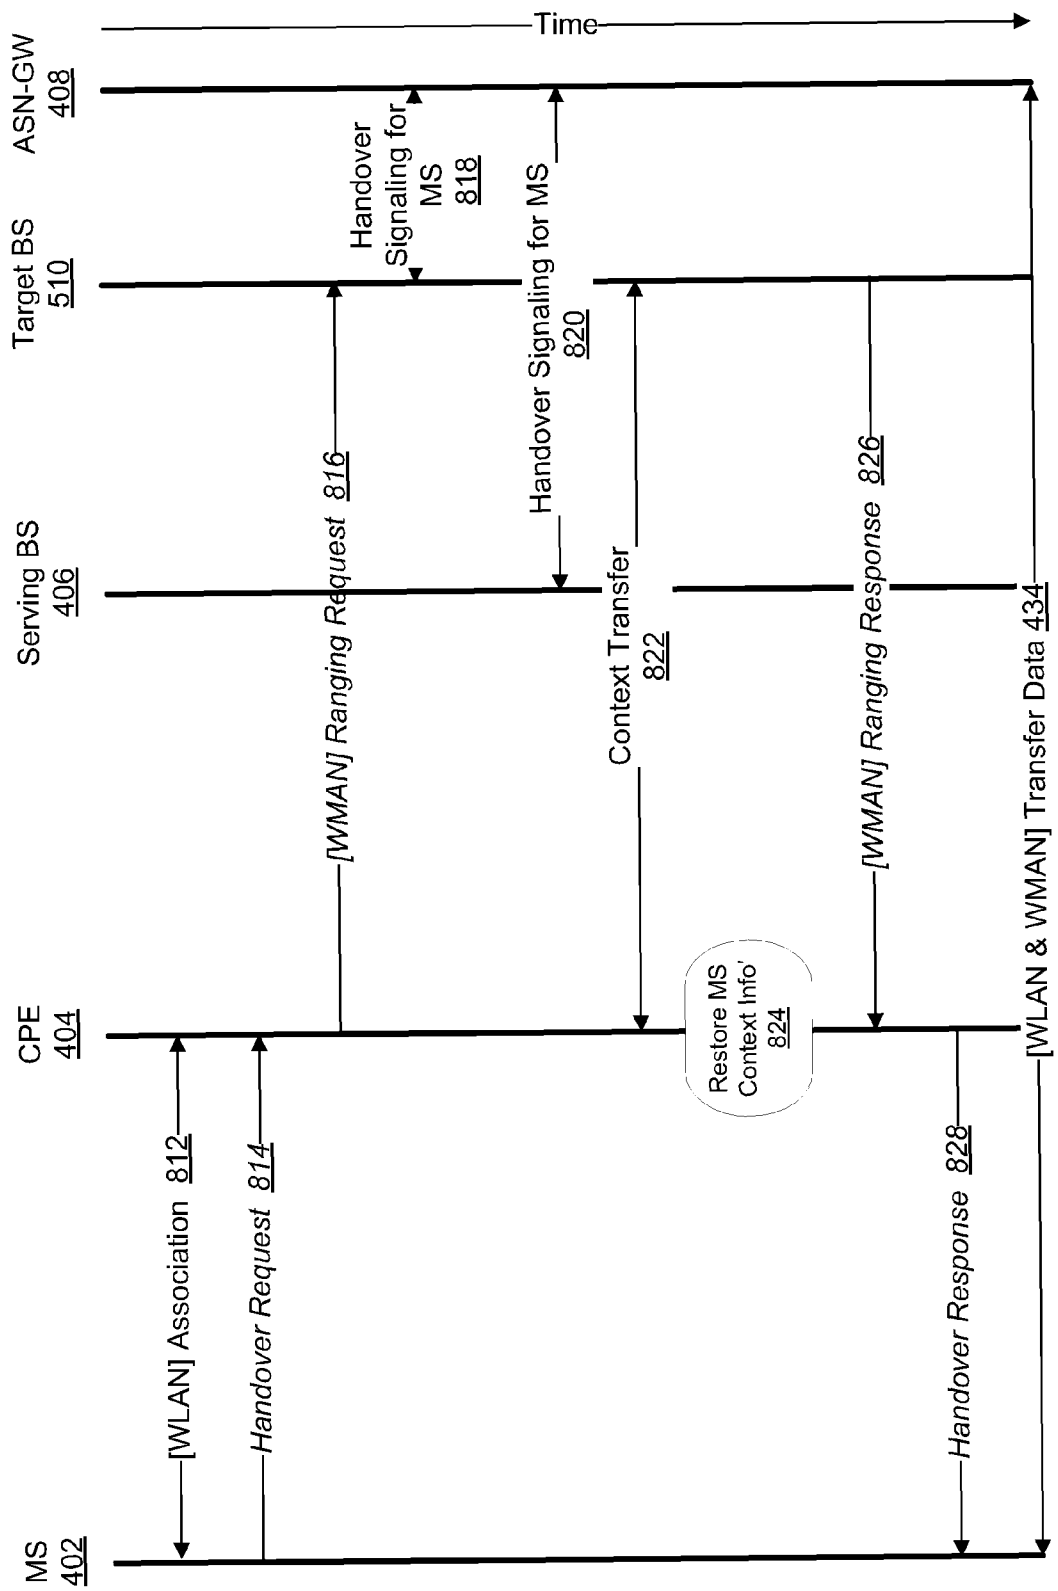 MS
402
CPE
404
Serving BS
406
Target BS
510
ASN-GW
408
Time
[WLAN] Association 812
Handover Request 814
[WMAN] Ranging Request 816
Handover
Signaling for
MS
818
Handover Signaling for MS
820
Context Transfer
822
Restore MS
Context Info'
824
[WMAN] Ranging Response 826
Handover Response 828
[WLAN & WMAN] Transfer Data 434